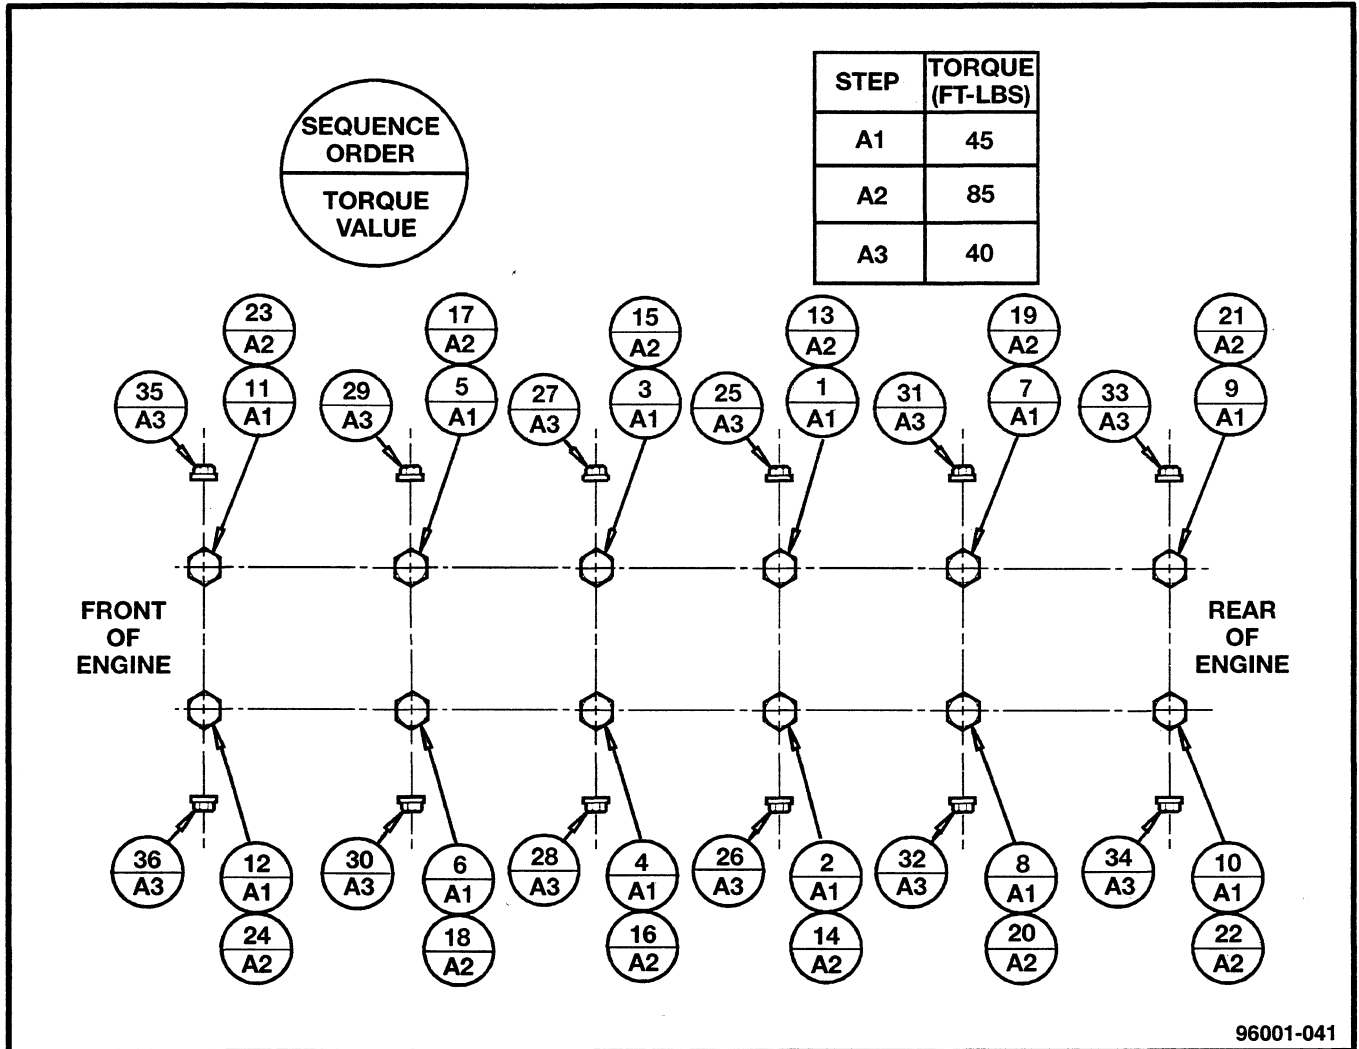 SEQUENCE
ORDER
TORQUE
VALUE
STEP TORQUE
(FT-LBS)
A1 45
A2 85
A3 40
23 17 15 13 19 21
A2 A2 A2 A2 A2 A2
35 11 29 5 27 3 25 1 31 7 33 9
A3 A1 A3 A1 A3 A1 A3 A1 A3 A1 A3 A1
FRONT
OF
ENGINE
REAR
OF
ENGINE
36 12 30 6 28 4 26 2 32 8 34 10
A3 A1 A3 A1 A3 A1 A3 A1 A3 A1 A3 A1
24 18 16 14 20 22
A2 A2 A2 A2 A2 A2
96001-041